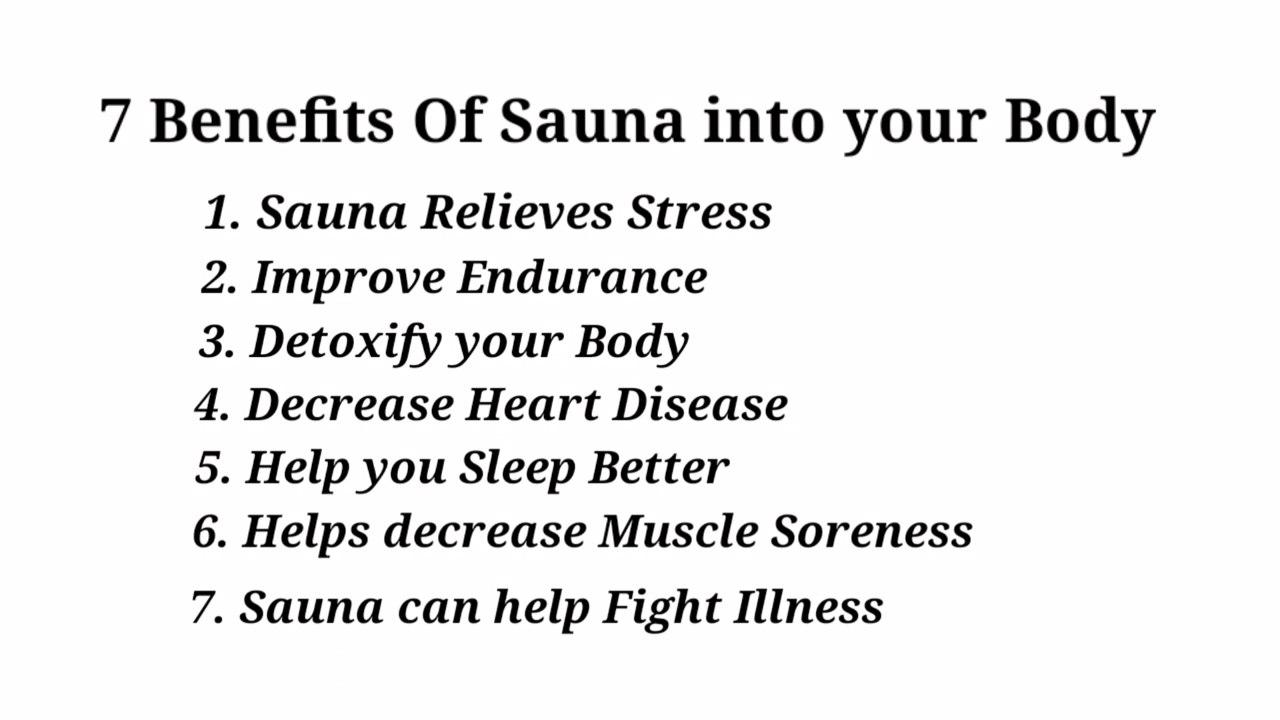 7 Benefits Of Sauna into your Body
1. Sauna Relieves Stress
2. Improve Endurance
3. Detoxify your Body
4. Decrease Heart Disease
5. Help you Sleep Better
6. Helps decrease Muscle Soreness
7. Sauna can help Fight Illness